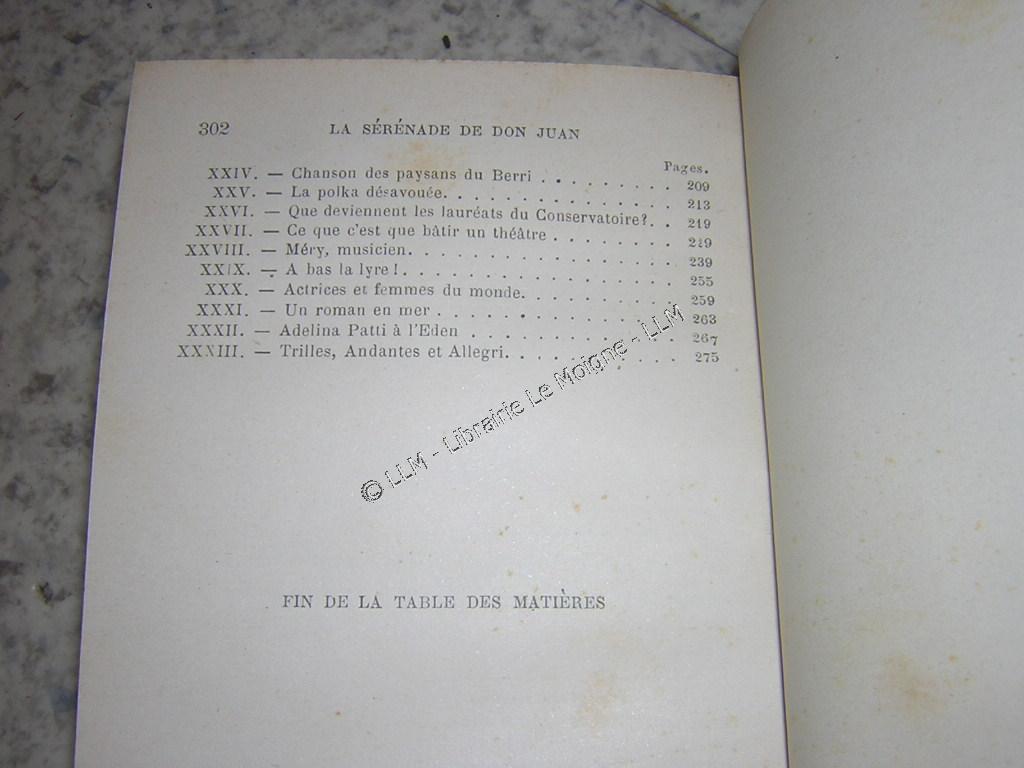 302 LA SÉRÉNADE DE DON JUAN
Pages.
XXIV. — Chanson des paysans du Berri . . . . . . . . . . 209
XXV. — La polka désavouée. . . . . . . . . . . . . . . 213
XXVI. — Que deviennent les lauréats du Conservatoire?. . 219
XXVII. — Ce que c'est que bâtir un théâtre . . . . . . . . 229
XXVIII. — Méry, musicien. . . . . . . . . . . . . . . . 239
XXIX. — A bas la lyre !. . . . . . . . . . . . . . . . 255
XXX. — Actrices et femmes du monde. . . . . . . . . . 259
XXXI. — Un roman en mer . . . . . . . . . . . . . . 263
XXXII. — Adelina Patti à l'Eden . . . . . . . . . . . . 267
XXXIII. — Trilles, Andantes et Allegri. . . . . . . . . . . 275
© LLM - Librairie Le Moigne - LLM
FIN DE LA TABLE DES MATIÈRES